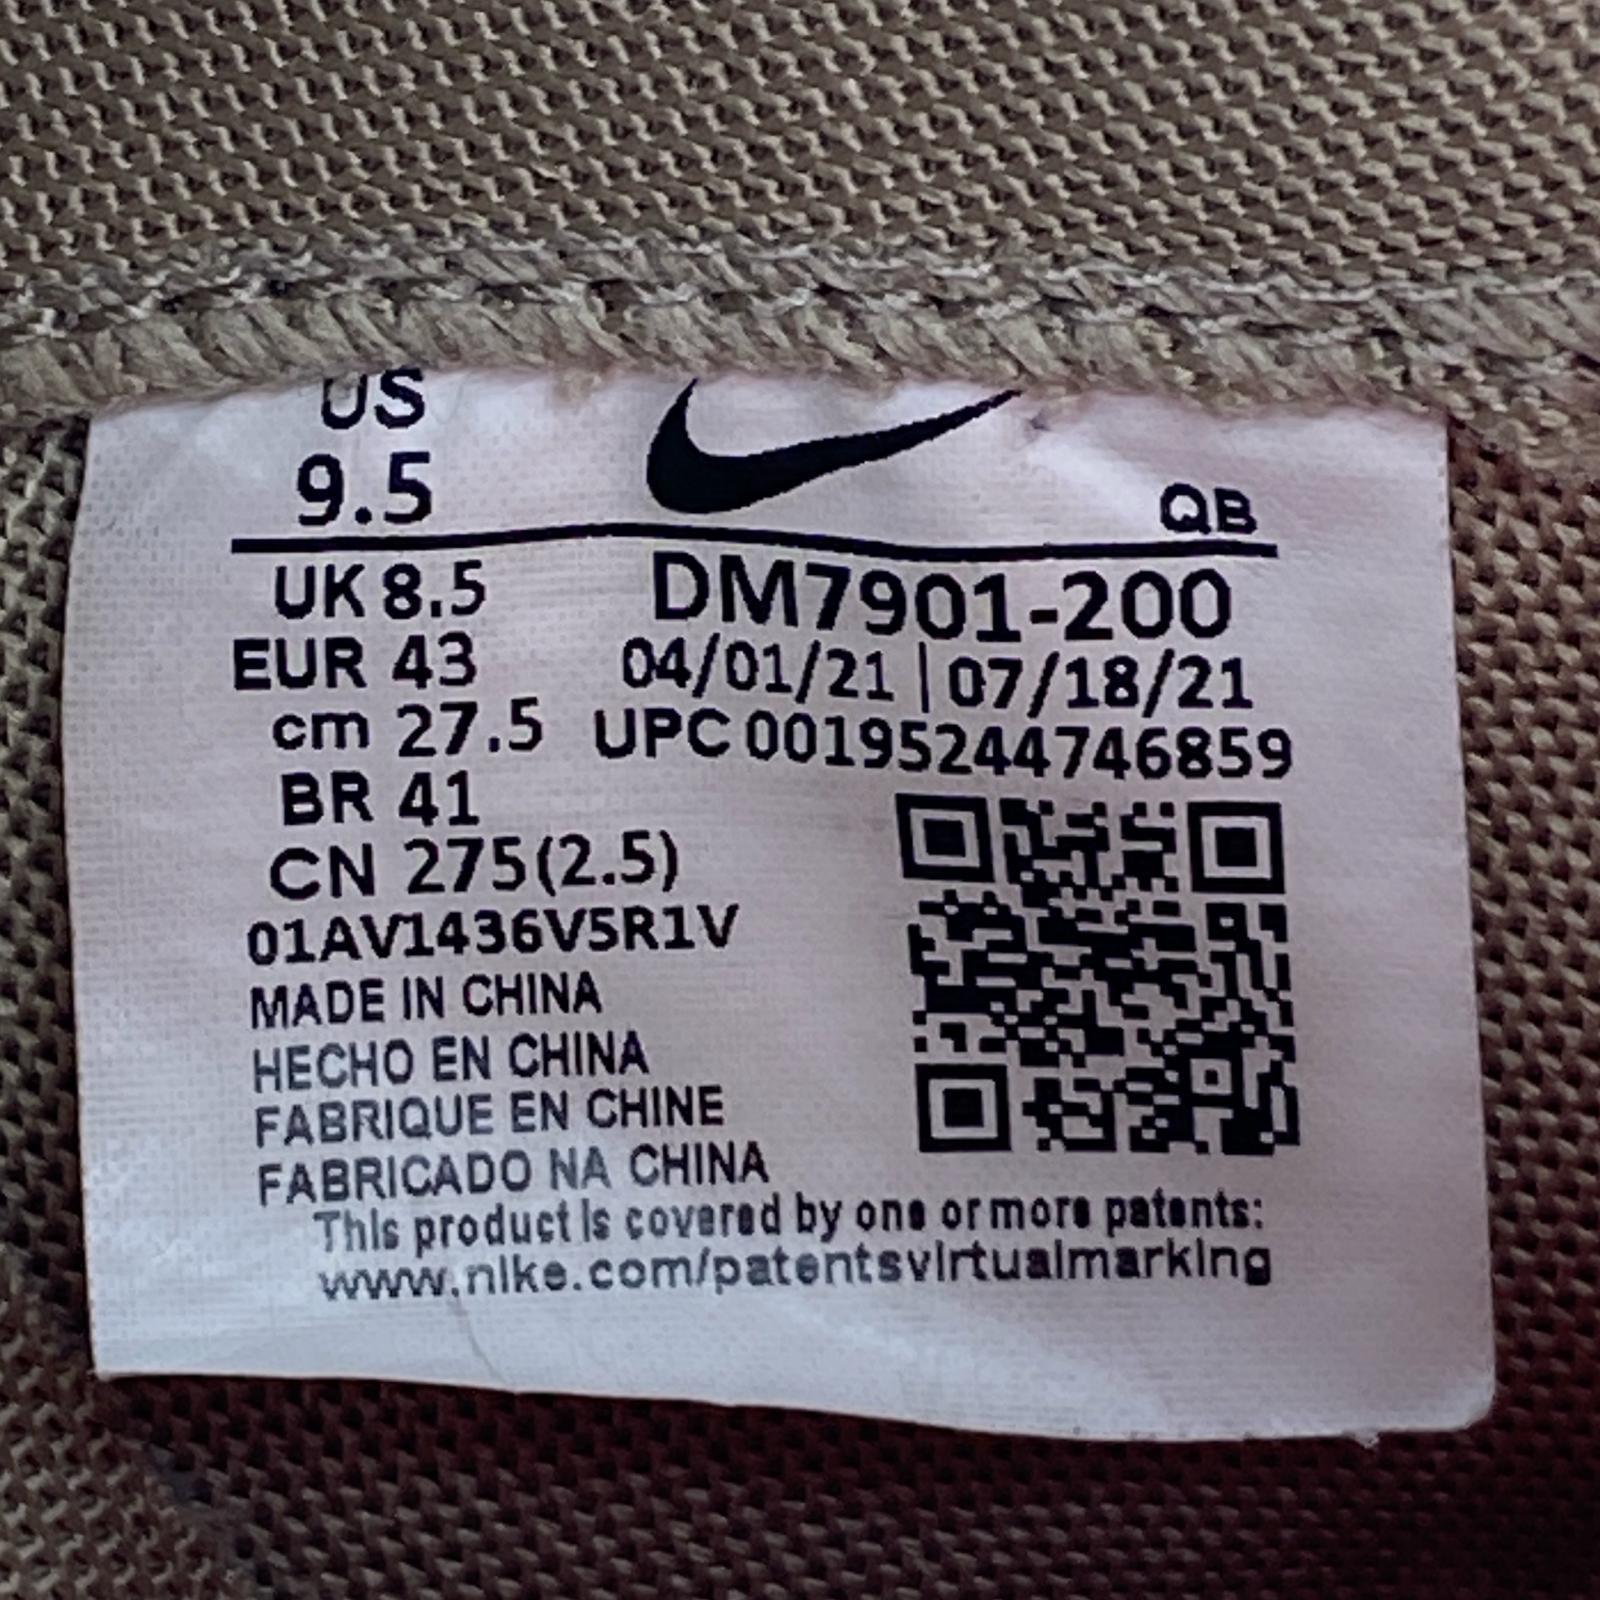 US
9.5
QB
UK 8.5
DM7901-200
EUR 43
04/01/21 | 07/18/21
cm 27.5
UPC 00195244746859
BR 41
CN 275(2.5)
01AV1436V5R1V
MADE IN CHINA
HECHO EN CHINA
FABRIQUE EN CHINE
FABRICADO NA CHINA
This product is covered by one or more patents:
www.nike.com/patentsvirtualmarking